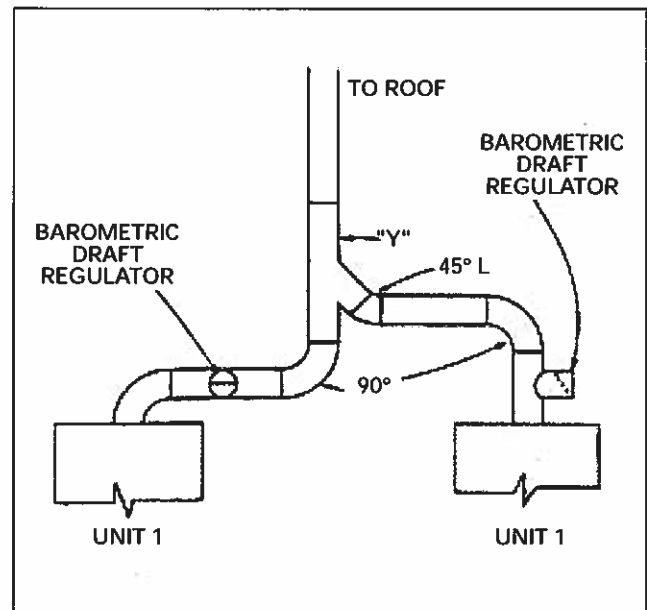 TO ROOF
BAROMETRIC
DRAFT
REGULATOR
"Y"
BAROMETRIC
DRAFT
REGULATOR
45° L
90°
UNIT 1
UNIT 1